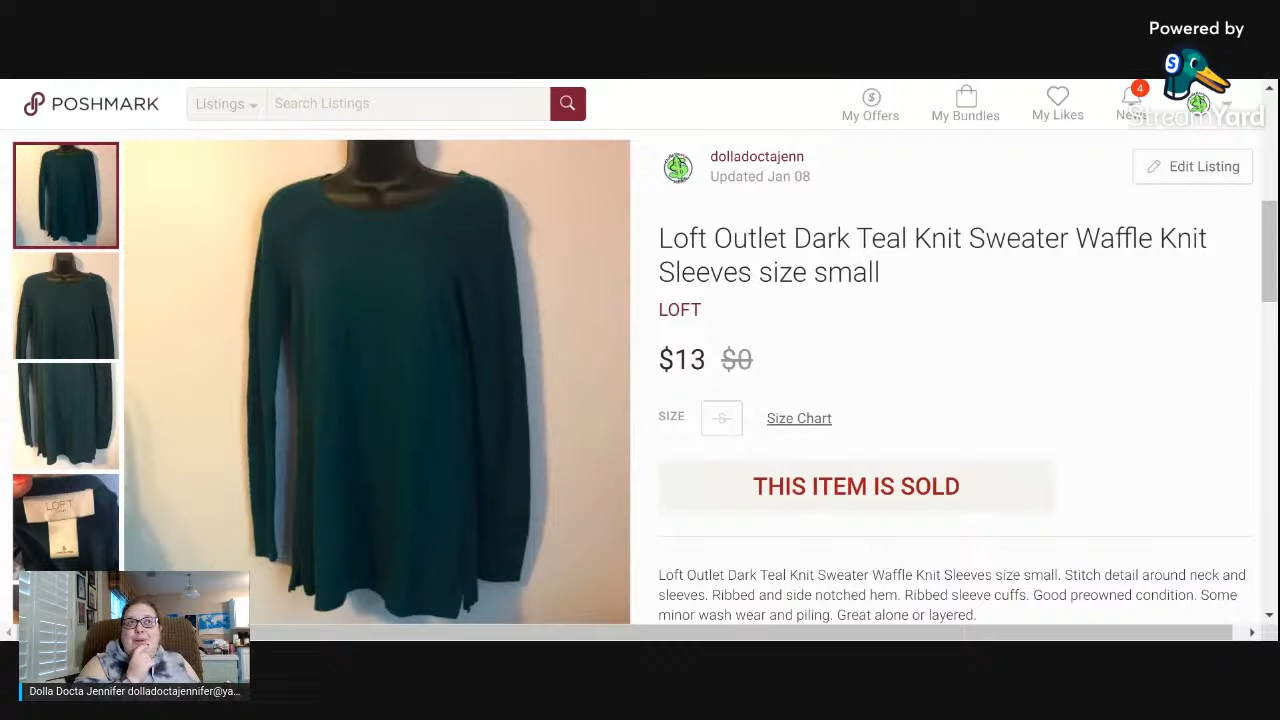 Powered by
S
StreamYard
POSHMARK
Listings
Search Listings
My Offers
My Bundles
My Likes
4
dolladoctajenn
Updated Jan 08
Edit Listing
Loft Outlet Dark Teal Knit Sweater Waffle Knit
Sleeves size small
LOFT
$13 $0
SIZE S Size Chart
THIS ITEM IS SOLD
Loft Outlet Dark Teal Knit Sweater Waffle Knit Sleeves size small. Stitch detail around neck and
sleeves. Ribbed and side notched hem. Ribbed sleeve cuffs. Good preowned condition. Some
minor wash wear and piling. Great alone or layered.
LOFT
Dolla Docta Jennifer dolladoctajennifer@ya...